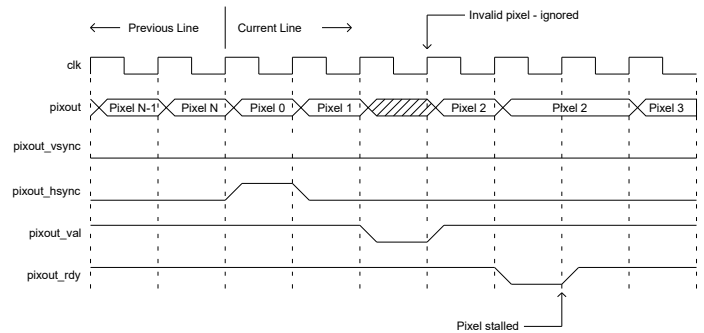 Invalid pixel - ignored
Previous Line Current Line
clk
pixout Pixel N-1 Pixel N Pixel 0 Pixel 1 Pixel 2 Pixel 2 Pixel 3
pixout_vsync
pixout_hsync
pixout_val
pixout_rdy
Pixel stalled